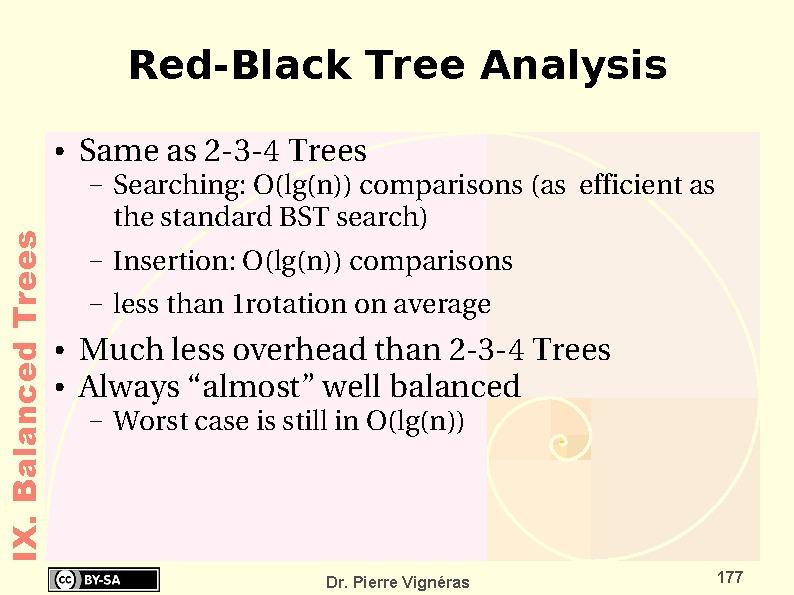 Red-Black Tree Analysis
• Same as 2-3-4 Trees
– Searching: O(lg(n)) comparisons (as efficient as
the standard BST search)
– Insertion: O(lg(n)) comparisons
– less than 1rotation on average
• Much less overhead than 2-3-4 Trees
• Always “almost” well balanced
– Worst case is still in O(lg(n))
IX. Balanced Trees
cc BY-SA
Dr. Pierre Vignéras
177